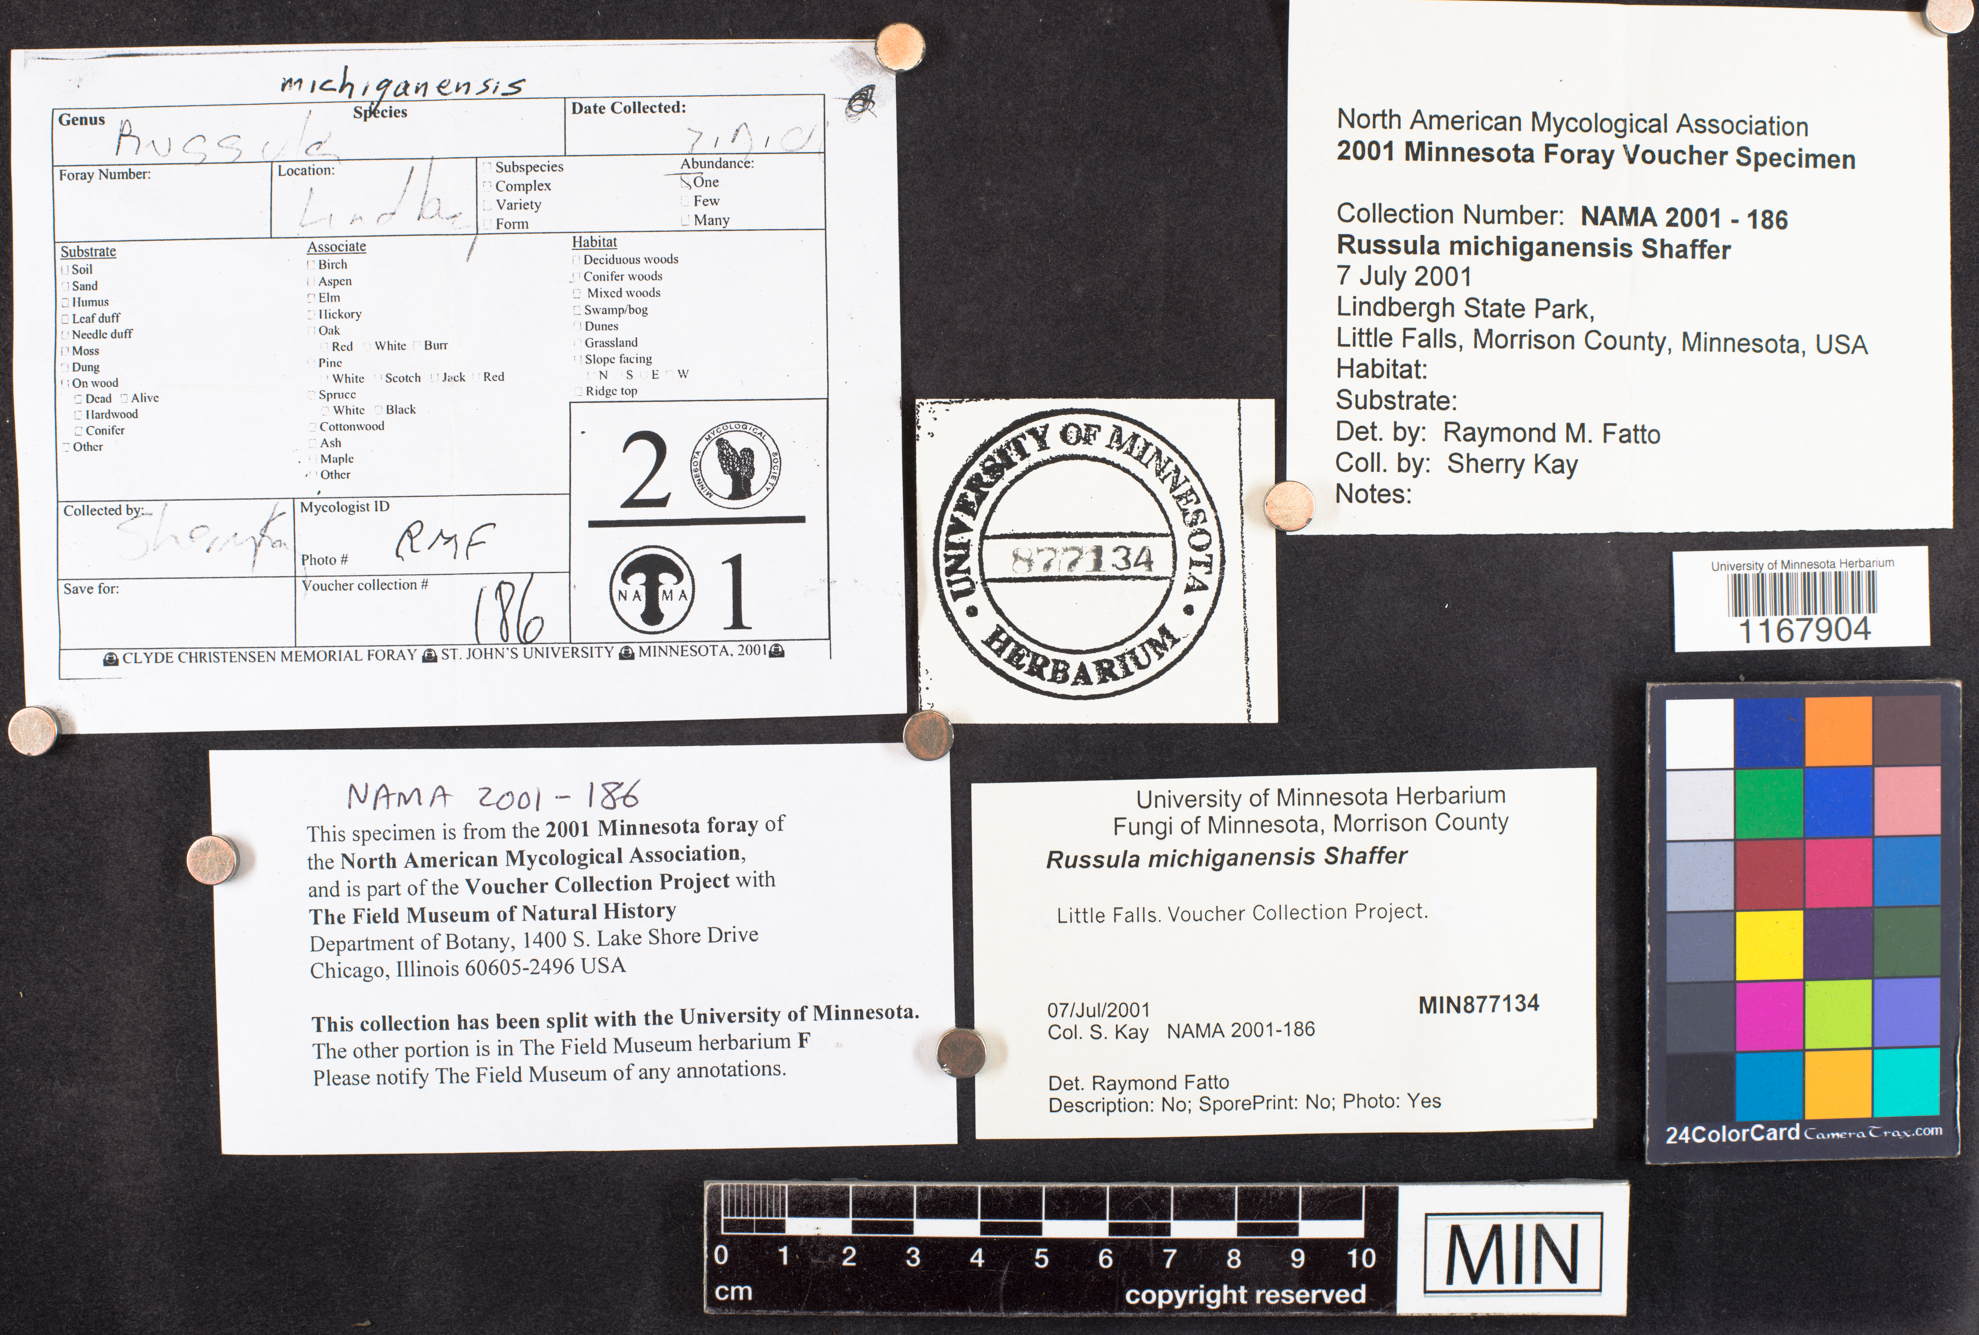 michiganensis
Genus Species Date Collected:
Russula
Foray Number: Location:
Lindb
Subspecies
Complex
Variety
Form
Abundance:
One
Few
Many
Substrate
Soil
Sand
Humus
Leaf duff
Needle duff
Moss
Dung
On wood
Dead Alive
Hardwood
Conifer
Other
Associate
Birch
Aspen
Elm
Hickory
Oak
Red White Burr
Pine
White Scotch Jack Red
Spruce
White Black
Cottonwood
Ash
Maple
Other
Habitat
Deciduous woods
Conifer woods
Mixed woods
Swamp/bog
Dunes
Grassland
Slope facing
N S E W
Ridge top
2
MINNESOTA MYCOLOGICAL SOCIETY
NAMA
1
Collected by:
Sherry Ka
Mycologist ID
RMF
Photo #
Save for:
Voucher collection #
186
CLYDE CHRISTENSEN MEMORIAL FORAY ST. JOHN'S UNIVERSITY MINNESOTA, 2001
North American Mycological Association
2001 Minnesota Foray Voucher Specimen
Collection Number: NAMA 2001 - 186
Russula michiganensis Shaffer
7 July 2001
Lindbergh State Park,
Little Falls, Morrison County, Minnesota, USA
Habitat:
Substrate:
Det. by: Raymond M. Fatto
Coll. by: Sherry Kay
Notes:
UNIVERSITY OF MINNESOTA
877134
HERBARIUM
University of Minnesota Herbarium
1167904
NAMA 2001 - 186
This specimen is from the 2001 Minnesota foray of
the North American Mycological Association,
and is part of the Voucher Collection Project with
The Field Museum of Natural History
Department of Botany, 1400 S. Lake Shore Drive
Chicago, Illinois 60605-2496 USA
This collection has been split with the University of Minnesota.
The other portion is in The Field Museum herbarium F
Please notify The Field Museum of any annotations.
University of Minnesota Herbarium
Fungi of Minnesota, Morrison County
Russula michiganensis Shaffer
Little Falls. Voucher Collection Project.
07/Jul/2001 MIN877134
Col. S. Kay NAMA 2001-186
Det. Raymond Fatto
Description: No; SporePrint: No; Photo: Yes
24ColorCard CameraTrax.com
0 1 2 3 4 5 6 7 8 9 10
cm copyright reserved
MIN